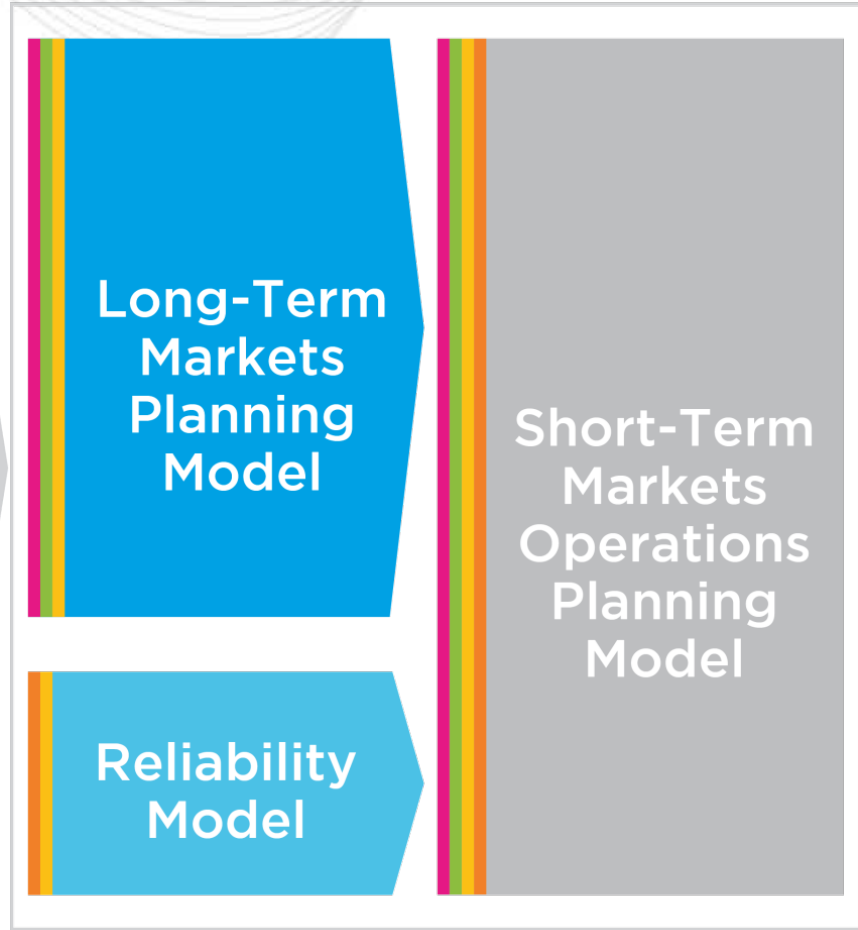 Long-Term
Markets
Planning
Model
Short-Term
Markets
Operations
Planning
Model
Reliability
Model